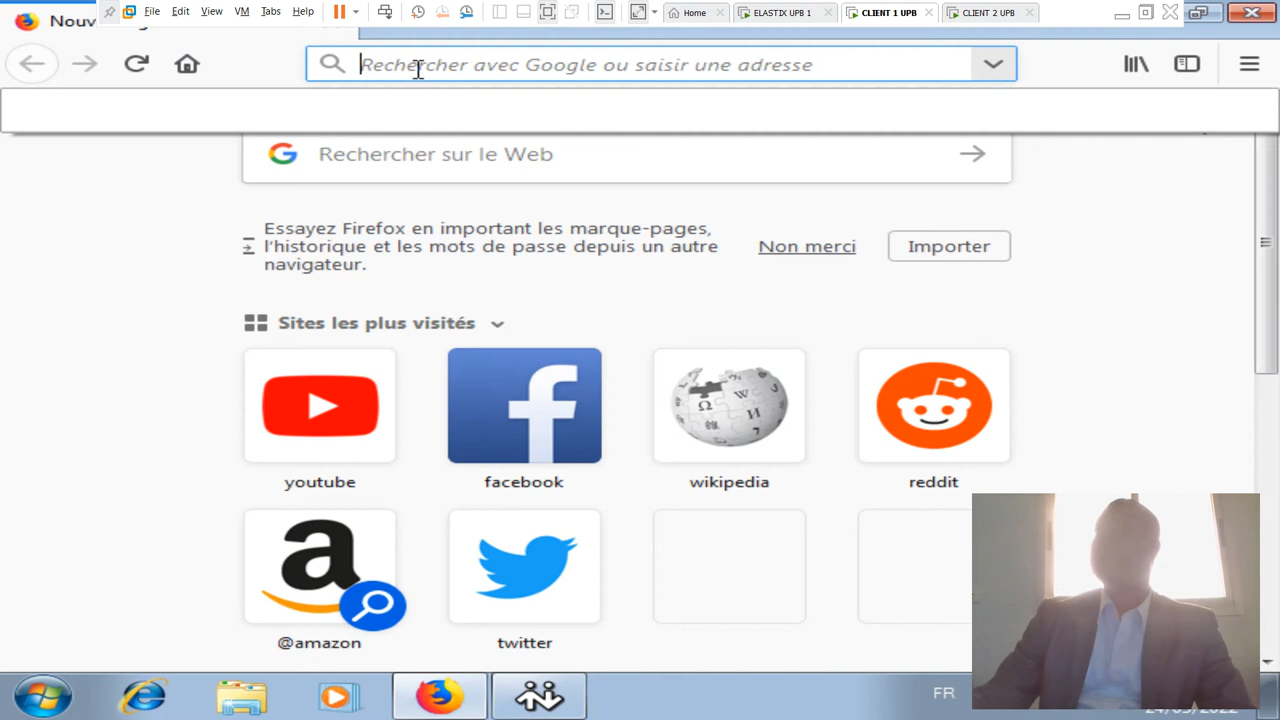 File Edit View VM Tabs Help
Home ELASTIX UPB 1 CLIENT 1 UPB CLIENT 2 UPB
Rechercher avec Google ou saisir une adresse
Rechercher sur le Web
Essayez Firefox en important les marque-pages,
l'historique et les mots de passe depuis un autre
navigateur.
Non merci
Importer
Sites les plus visités
youtube facebook wikipedia reddit
@amazon twitter
FR